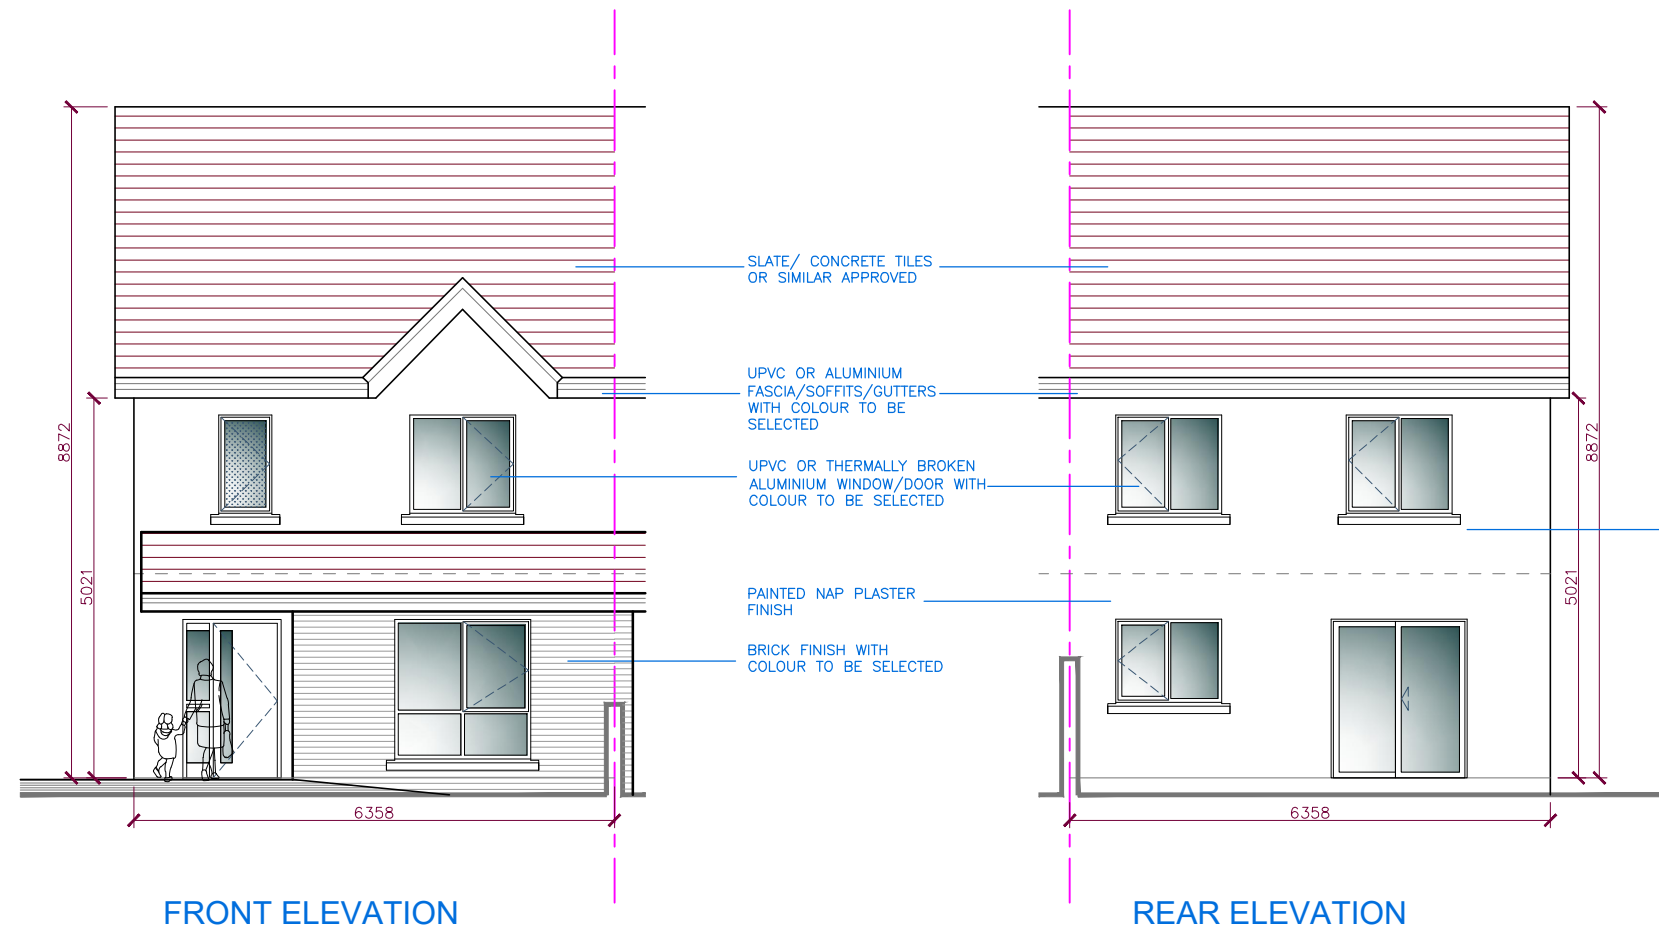 SLATE/ CONCRETE TILES
OR SIMILAR APPROVED
UPVC OR ALUMINIUM
FASCIA/SOFFITS/GUTTERS
WITH COLOUR TO BE
SELECTED
UPVC OR THERMALLY BROKEN
ALUMINIUM WINDOW/DOOR WITH
COLOUR TO BE SELECTED
PAINTED NAP PLASTER
FINISH
BRICK FINISH WITH
COLOUR TO BE SELECTED
8872
5021
6358
8872
5021
6358
FRONT ELEVATION
REAR ELEVATION